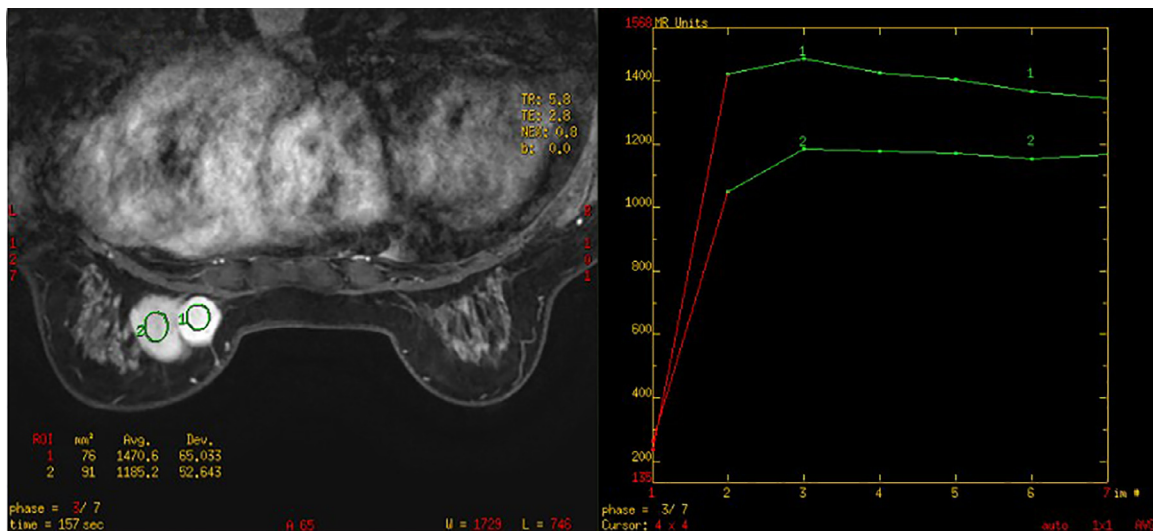 TR: 5.8
TE: 2.8
NEX: 0.8
b: 0.0
L
1
2
7
R
1
0
1
1
2
ROI mm² Avg. Dev.
1 76 1470.6 65.033
2 91 1185.2 52.643
phase = 3/ 7
time = 157 sec
A 65
W = 1729 L = 746
1568 MR Units
1400
1200
1000
800
600
400
200
135
1
1
2
2
1 2 3 4 5 6 7 im #
phase = 3/ 7
Cursor: 4 x 4
auto 1x1